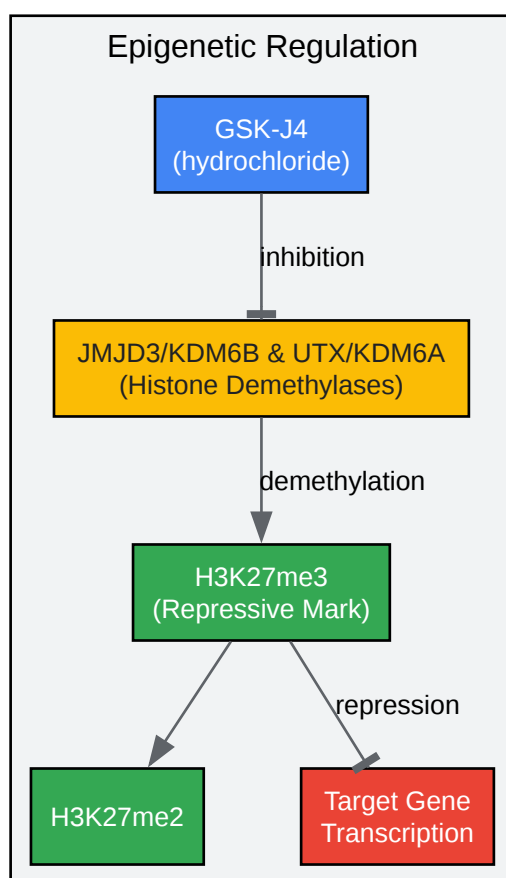 Epigenetic Regulation
GSK-J4
(hydrochloride)
inhibition
JMJD3/KDM6B & UTX/KDM6A
(Histone Demethylases)
demethylation
H3K27me3
(Repressive Mark)
repression
H3K27me2
Target Gene
Transcription